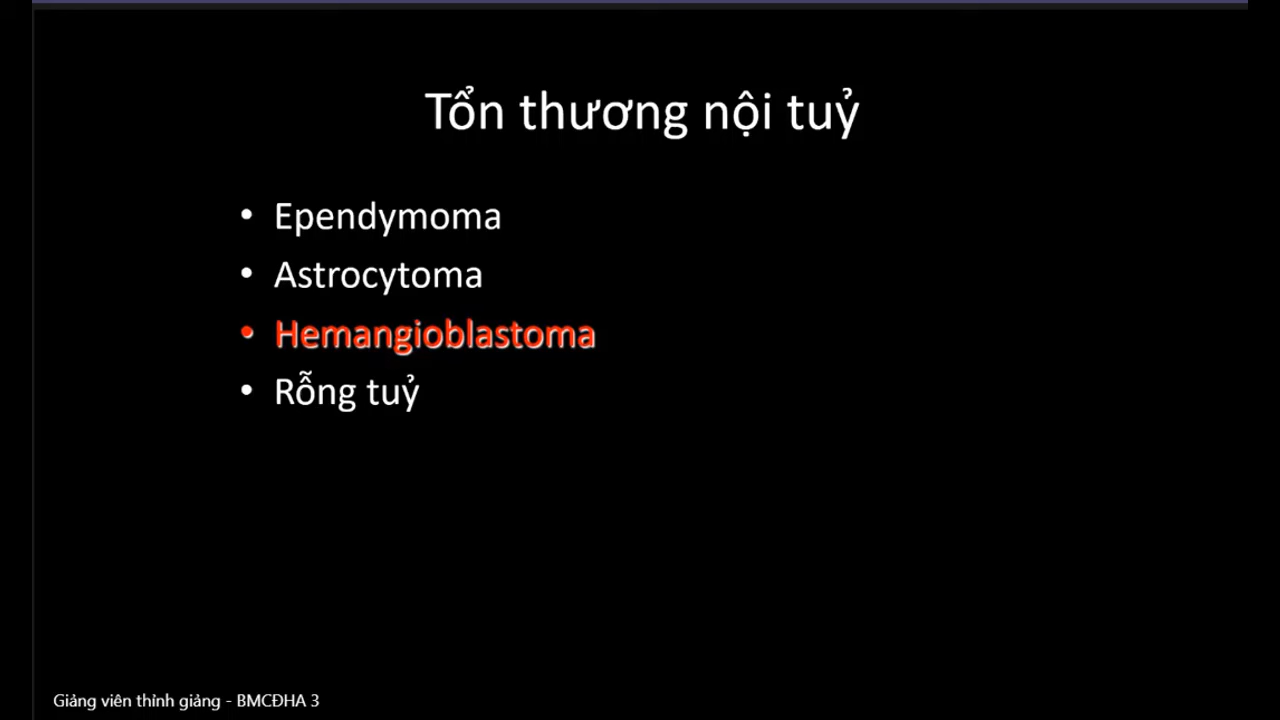 Tổn thương nội tuỷ
• Ependymoma
• Astrocytoma
• Hemangioblastoma
• Rỗng tuỷ
Giảng viên thỉnh giảng - BMCĐHA 3